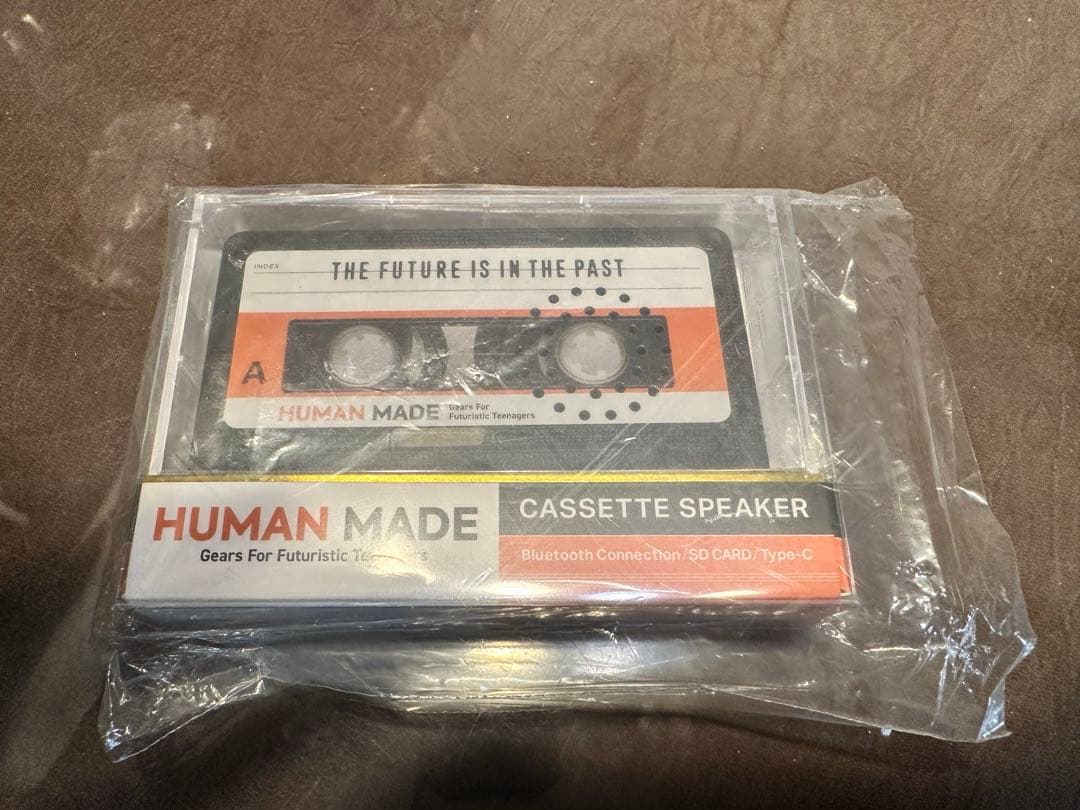 INDEX
THE FUTURE IS IN THE PAST
A
HUMAN MADE
Gears For
Futuristic Teenagers
HUMAN MADE
Gears For Futuristic Teenagers
CASSETTE SPEAKER
Bluetooth Connection/SD CARD/Type-C